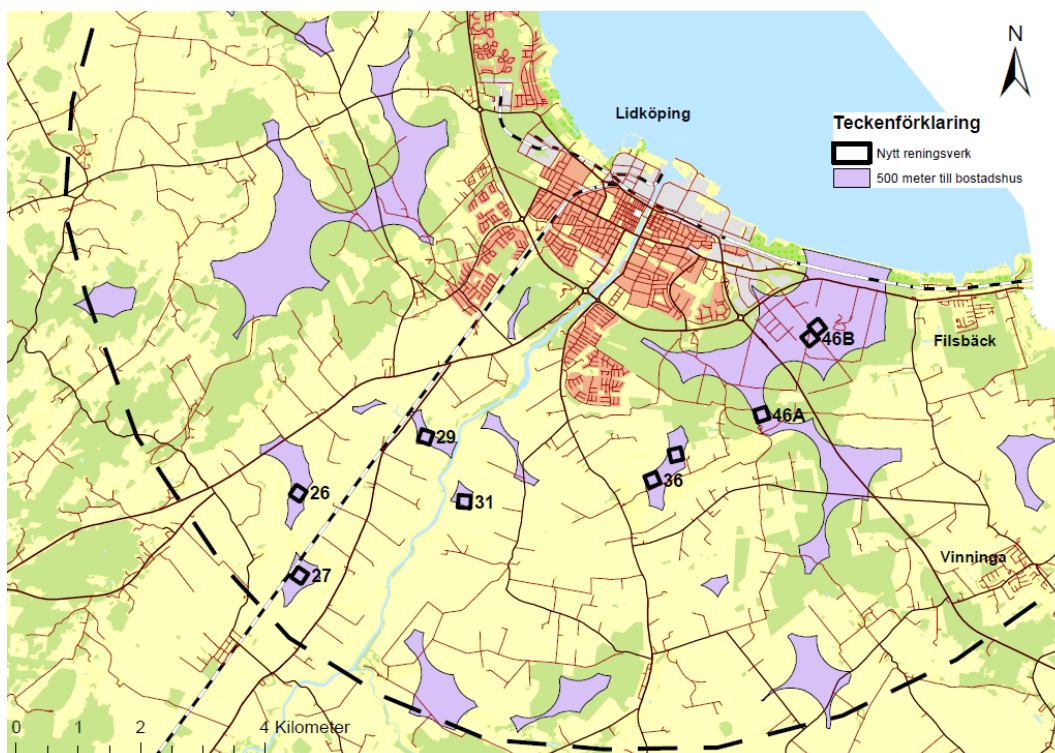 N
Lidköping
Teckenförklaring
Nytt reningsverk
500 meter till bostadshus
46B
Filsbäck
46A
29
36
26
31
Vinninga
27
0 2 4 Kilometer